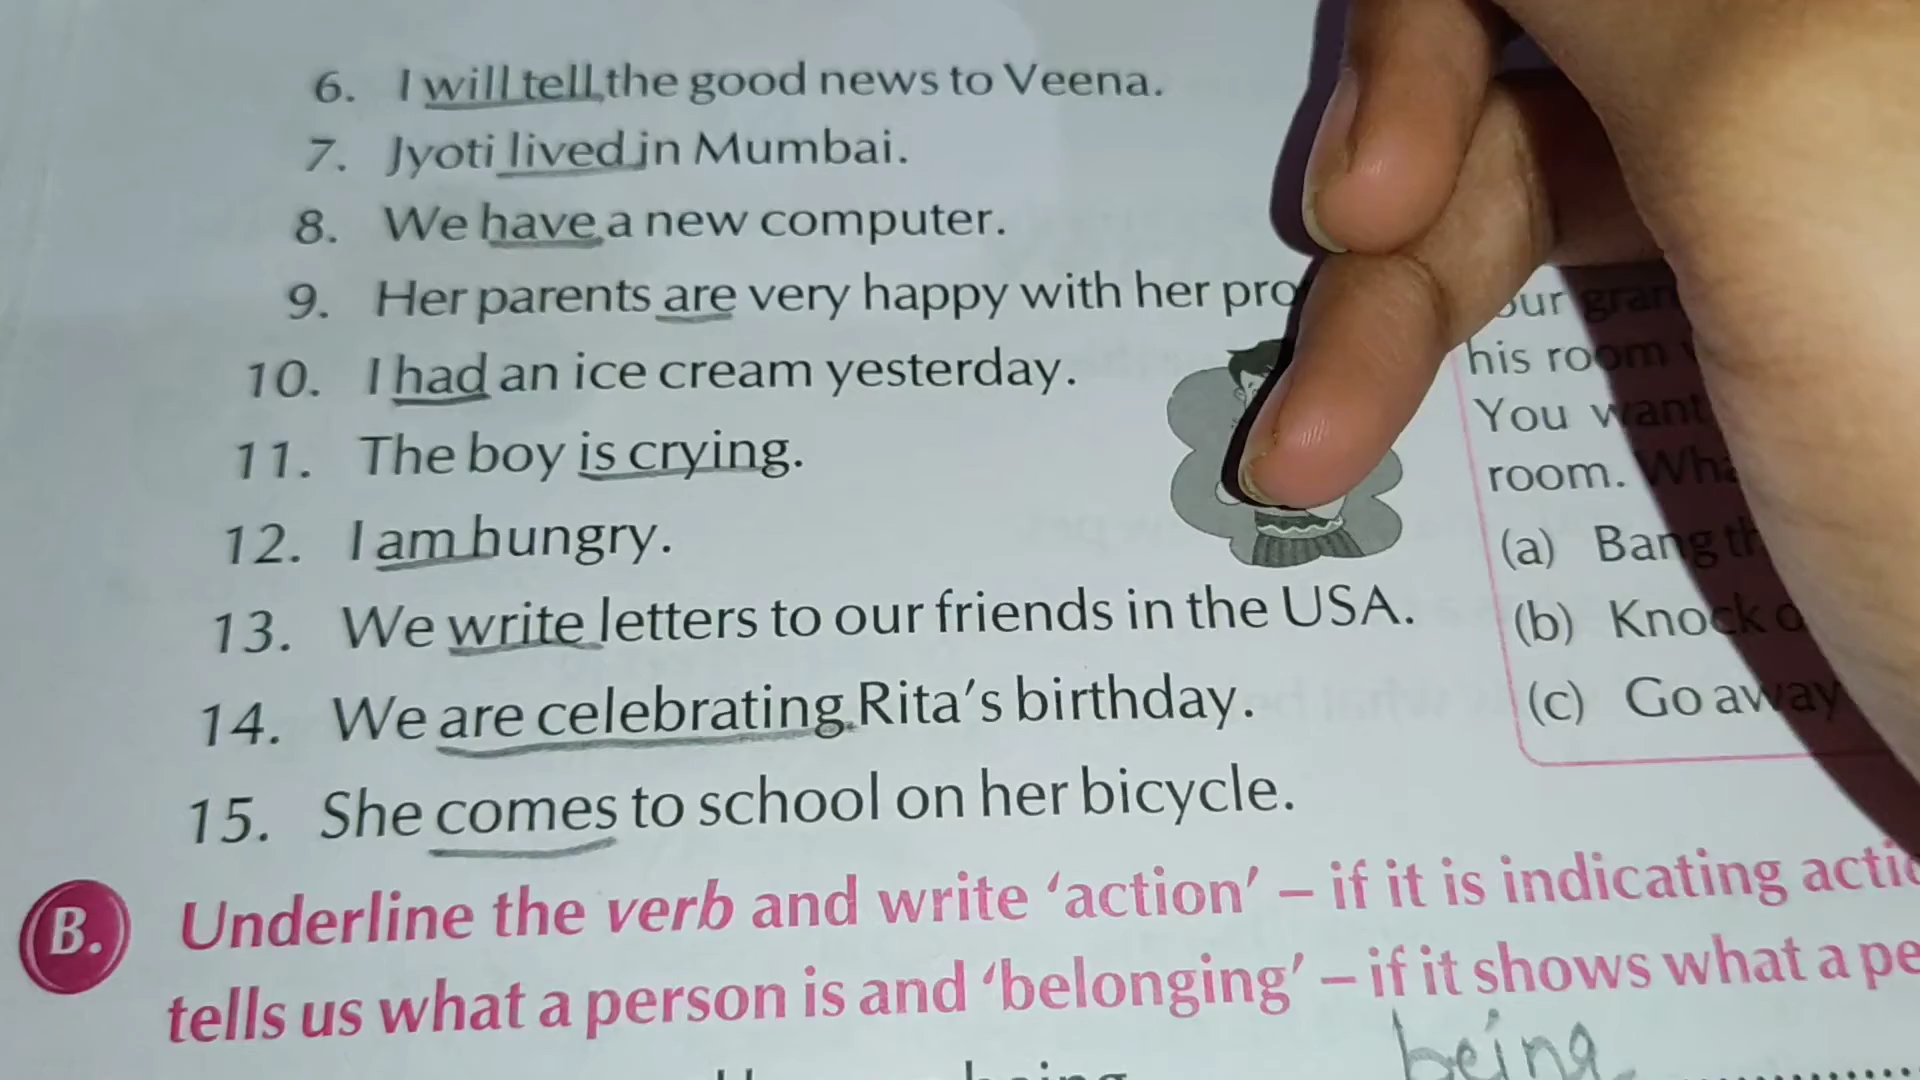 6. I will tell the good news to Veena.
7. Jyoti lived in Mumbai.
8. We have a new computer.
9. Her parents are very happy with her
10. I had an ice cream yesterday.
11. The boy is crying.
12. I am hungry.
13. We write letters to our friends in the USA.
14. We are celebrating Rita's birthday.
15. She comes to school on her bicycle.
his room
You want
room.
(a) Bang
(b) Knock
(c) Go away
B. Underline the verb and write 'action' – if it is indicating
tells us what a person is and 'belonging' – if it shows what a
being